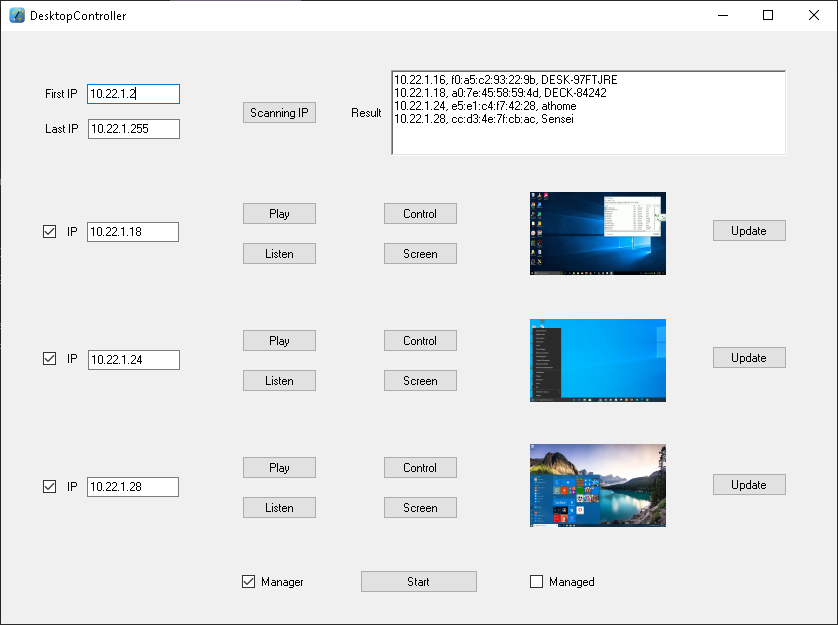 DesktopController
First IP 10.22.1.2
Last IP 10.22.1.255
Scanning IP
Result
10.22.1.16, f0:a5:c2:93:22:9b, DESK-97FTJRE
10.22.1.18, a0:7e:45:58:59:4d, DECK-84242
10.22.1.24, e5:e1:c4:f7:42:28, athome
10.22.1.28, cc:d3:4e:7f:cb:ac, Sensei
IP 10.22.1.18
Play
Control
Listen
Screen
Update
IP 10.22.1.24
Play
Control
Listen
Screen
Update
IP 10.22.1.28
Play
Control
Listen
Screen
Update
Manager
Start
Managed